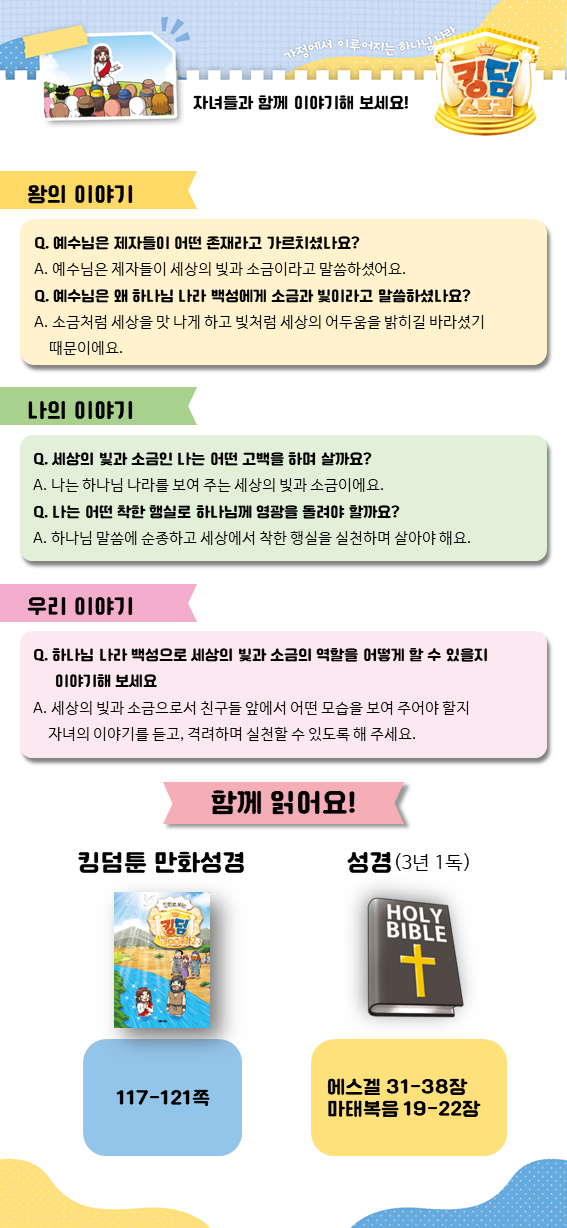 가정에서 이루어지는 하나님 나라
킹덤
스토리
자녀들과 함께 이야기해 보세요!
왕의 이야기
Q. 예수님은 제자들이 어떤 존재라고 가르치셨나요?
A. 예수님은 제자들이 세상의 빛과 소금이라고 말씀하셨어요.
Q. 예수님은 왜 하나님 나라 백성에게 소금과 빛이라고 말씀하셨나요?
A. 소금처럼 세상을 맛 나게 하고 빛처럼 세상의 어두움을 밝히길 바라셨기
때문이에요.
나의 이야기
Q. 세상의 빛과 소금인 나는 어떤 고백을 하며 살까요?
A. 나는 하나님 나라를 보여 주는 세상의 빛과 소금이에요.
Q. 나는 어떤 착한 행실로 하나님께 영광을 돌려야 할까요?
A. 하나님 말씀에 순종하고 세상에서 착한 행실을 실천하며 살아야 해요.
우리 이야기
Q. 하나님 나라 백성으로 세상의 빛과 소금의 역할을 어떻게 할 수 있을지
이야기해 보세요
A. 세상의 빛과 소금으로서 친구들 앞에서 어떤 모습을 보여 주어야 할지
자녀의 이야기를 듣고, 격려하며 실천할 수 있도록 해 주세요.
함께 읽어요!
킹덤툰 만화성경
성경(3년 1독)
킹덤
HOLY
BIBLE
117-121쪽
에스겔 31-38장
마태복음 19-22장